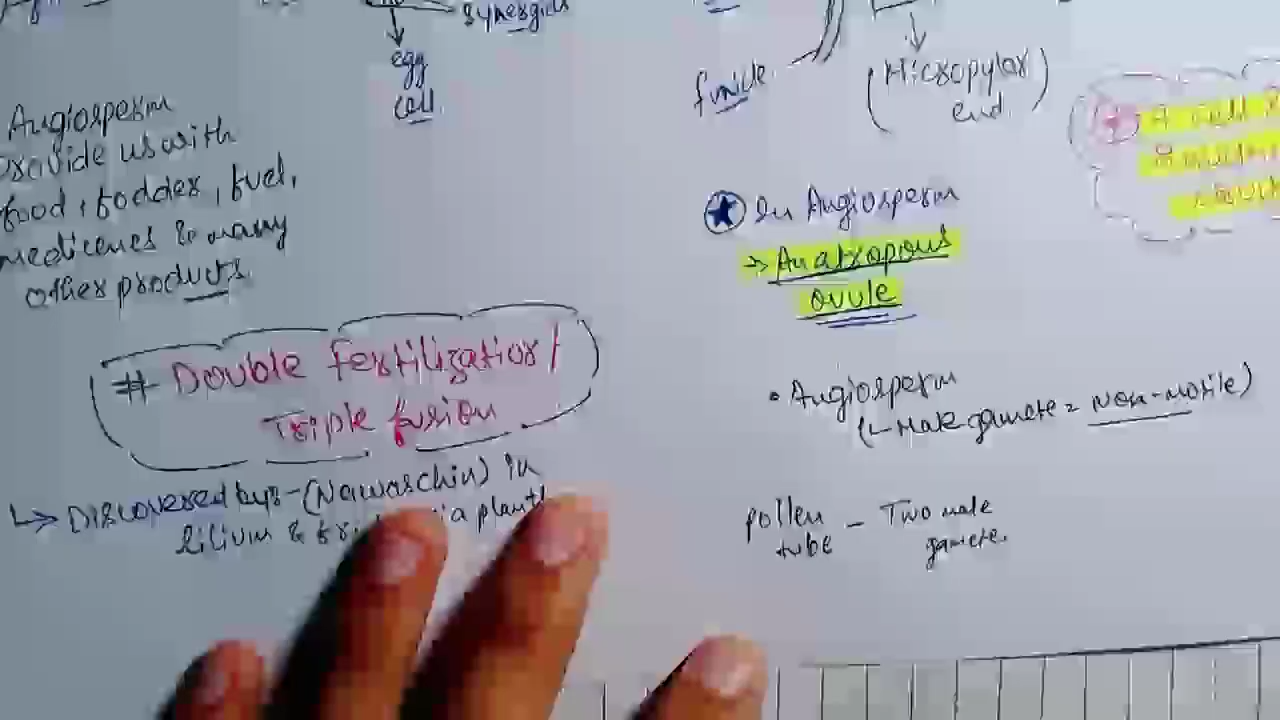 synergids
egg
cell
Angiosperm
provide us with
food, fodder, fuel,
medicenes & many
other products.
# Double fertilization/
Triple fusion
↳ Discovered by:- (Nawaschin) in
lilium & plant
funicle
(Micropylar
end)
★ In Angiosperm
→ Anatropous
ovule
• Angiosperm
(↳ Male gamete = Non-motile)
pollen – Two male
tube gamete.
A